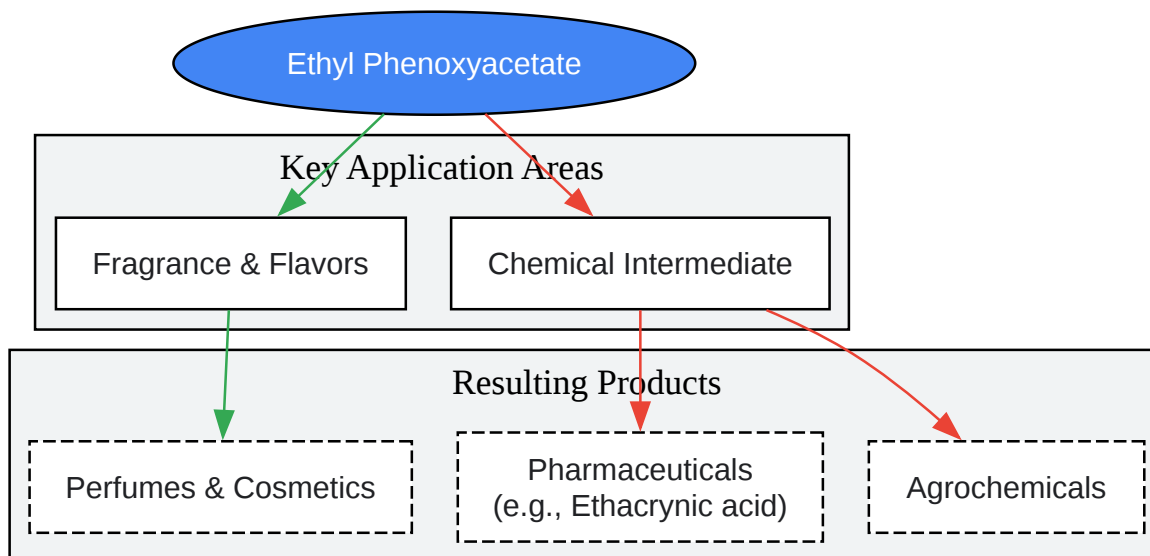 Ethyl Phenoxyacetate
Key Application Areas
Fragrance & Flavors
Chemical Intermediate
Resulting Products
Perfumes & Cosmetics
Pharmaceuticals
(e.g., Ethacrynic acid)
Agrochemicals